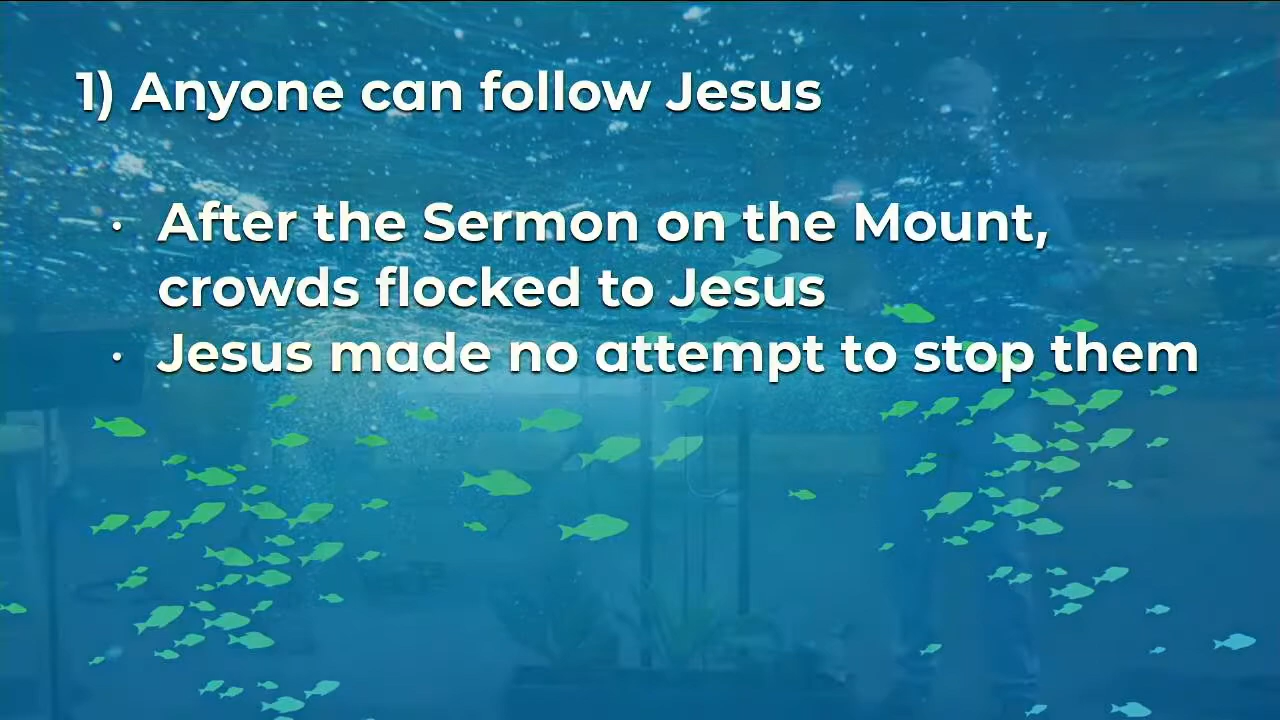 1) Anyone can follow Jesus
· After the Sermon on the Mount,
crowds flocked to Jesus
· Jesus made no attempt to stop them